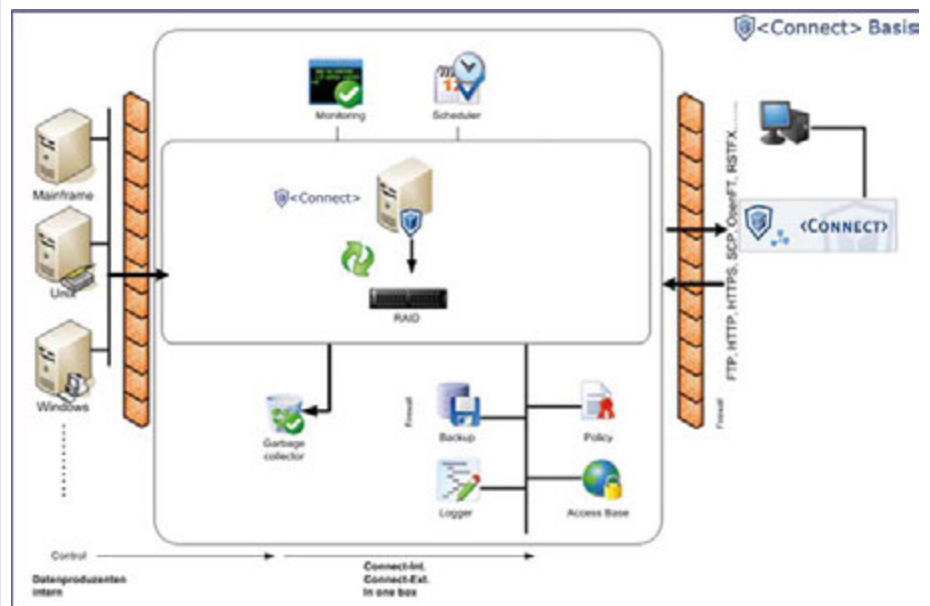 <Connect> Basis
Monitoring
Scheduler
Mainframe
Unix
Windows
<Connect>
RAID
Garbage
collector
Firewall
Backup
Policy
Logger
Access Base
FTP, HTTP, HTTPS, SCP, OpenFT, RSTFX.......
Firewall
<CONNECT>
Control
Datenproduzenten
intern
Connect-Int.
Connect-Ext.
In one box